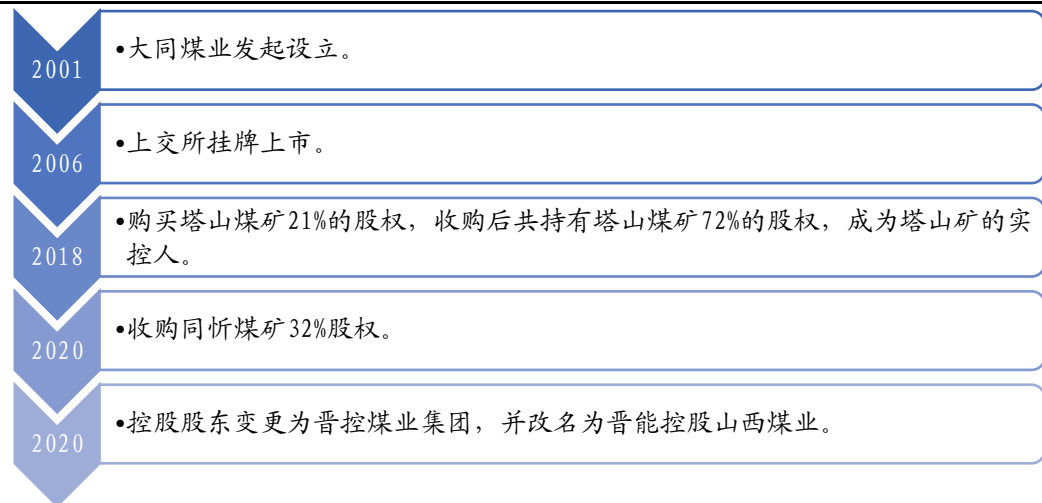 2001
•大同煤业发起设立。
2006
•上交所挂牌上市。
2018
•购买塔山煤矿21%的股权，收购后共持有塔山煤矿72%的股权，成为塔山矿的实
控人。
2020
•收购同忻煤矿32%股权。
2020
•控股股东变更为晋控煤业集团，并改名为晋能控股山西煤业。